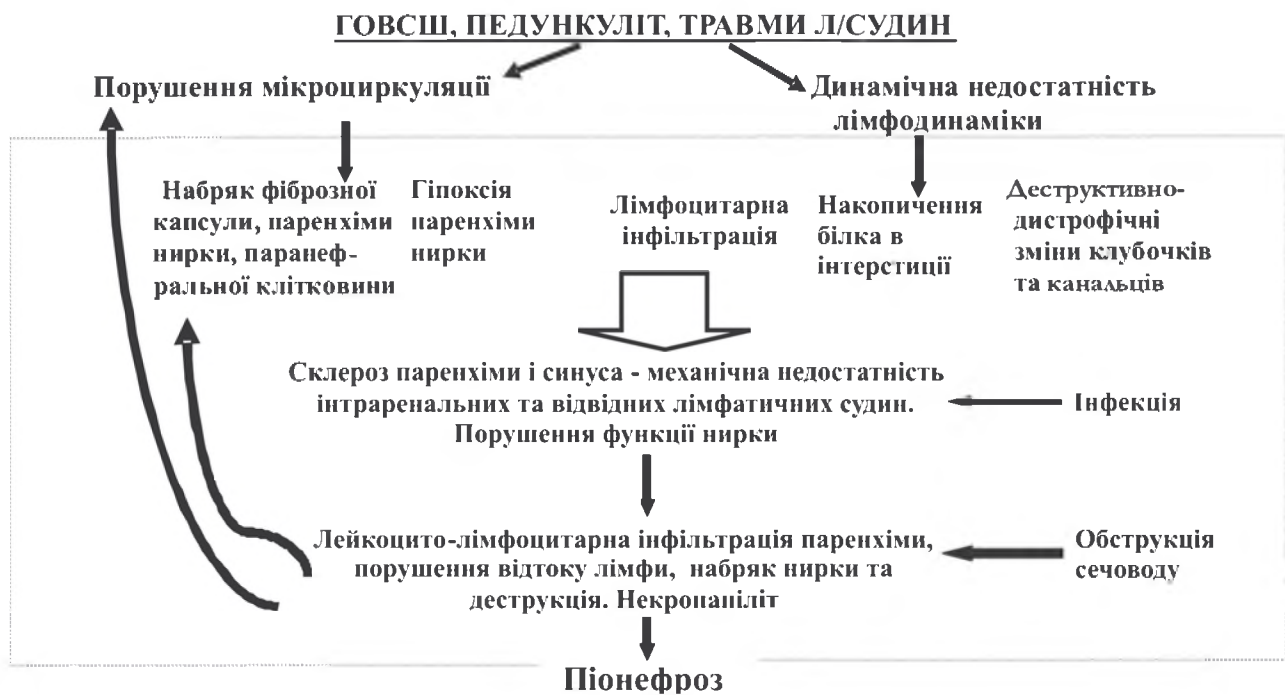 ГОВСШ, ПЕДУНКУЛІТ, ТРАВМИ Л/СУДИН
Порушення мікроциркуляції
Динамічна недостатність
лімфодинаміки
Набряк фіброзної
капсули, паренхіми
нирки, паранеф-
ральної клітковини
Гіпоксія
паренхіми
нирки
Лімфоцитарна
інфільтрація
Накопичення
білка в
інтерстиції
Деструктивно-
дистрофічні
зміни клубочків
та канальців
Склероз паренхіми і синуса - механічна недостатність
інтраренальних та відвідних лімфатичних судин.
Порушення функції нирки
Інфекція
Лейкоцито-лімфоцитарна інфільтрація паренхіми,
порушення відтоку лімфи, набряк нирки та
деструкція. Некропапіліт
Обструкція
сечоводу
Піонефроз